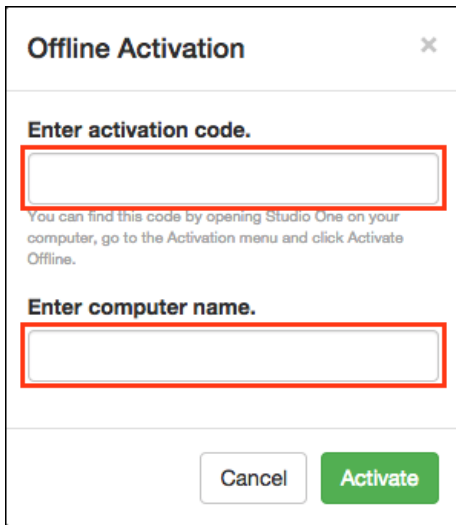 Offline Activation
×
Enter activation code.
You can find this code by opening Studio One on your
computer, go to the Activation menu and click Activate
Offline.
Enter computer name.
Cancel Activate